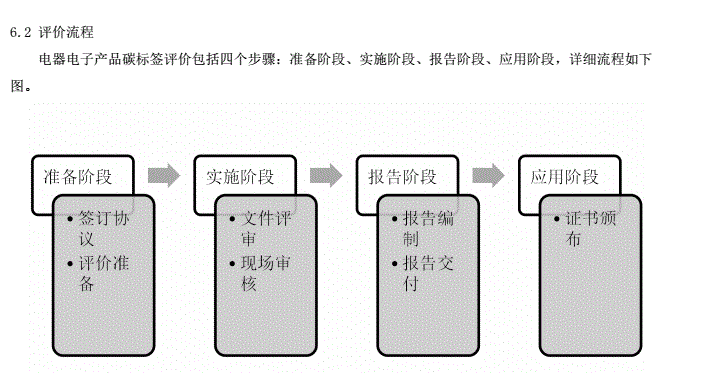 6.2 评价流程
电器电子产品碳标签评价包括四个步骤：准备阶段、实施阶段、报告阶段、应用阶段，详细流程如下
图。
准备阶段
• 签订协
议
• 评价准
备
实施阶段
• 文件评
审
• 现场审
核
报告阶段
• 报告编
制
• 报告交
付
应用阶段
• 证书颁
布